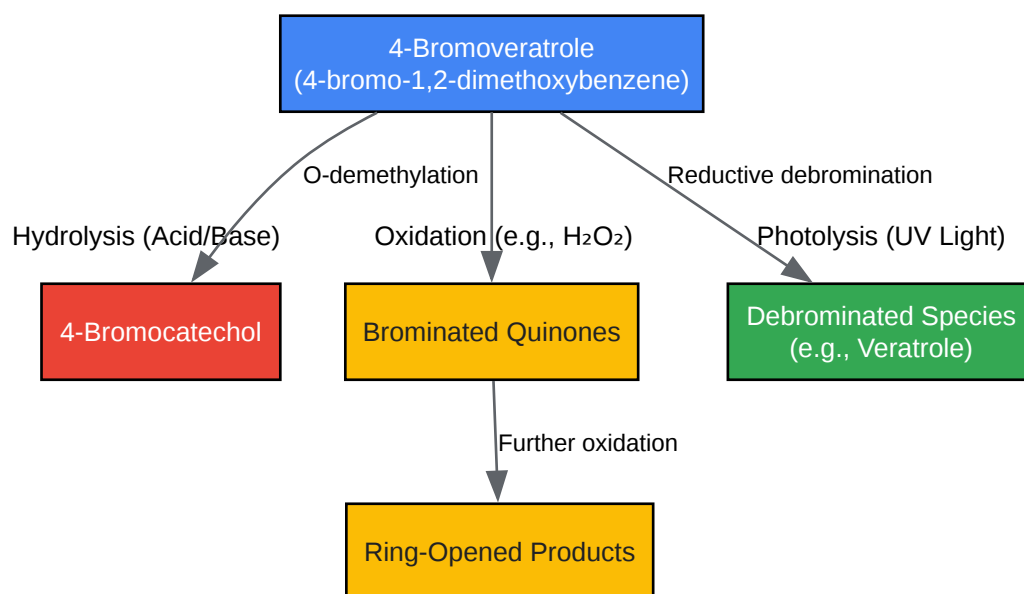 4-Bromoveratrole
(4-bromo-1,2-dimethoxybenzene)
O-demethylation
Reductive debromination
Hydrolysis (Acid/Base)
Oxidation (e.g., H₂O₂)
Photolysis (UV Light)
4-Bromocatechol
Brominated Quinones
Debrominated Species
(e.g., Veratrole)
Further oxidation
Ring-Opened Products